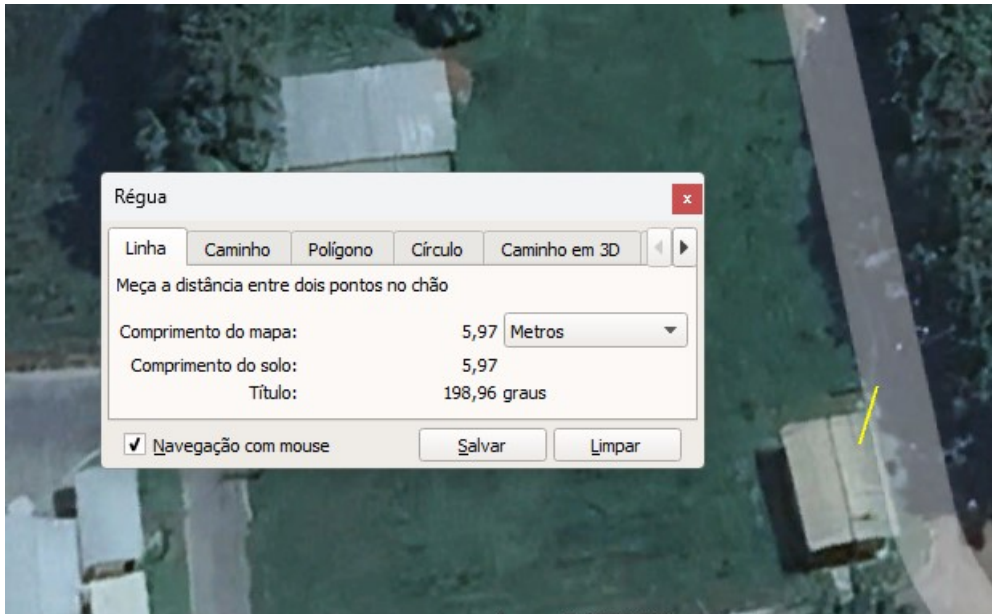 Régua
x
Linha Caminho Polígono Círculo Caminho em 3D
Meça a distância entre dois pontos no chão
Comprimento do mapa: 5,97 Metros
Comprimento do solo: 5,97
Título: 198,96 graus
Navegação com mouse Salvar Limpar